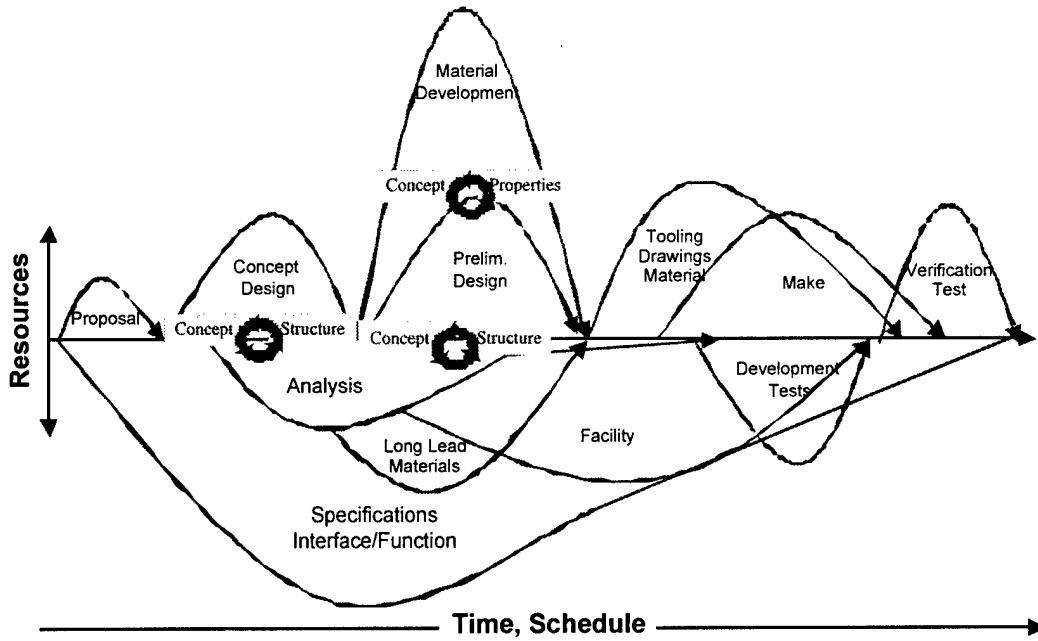 Material
Development
Concept Properties
Concept
Design
Prelim.
Design
Tooling
Drawings
Material
Make
Verification
Test
Proposal
Concept Structure
Concept Structure
Resources
Analysis
Development
Tests
Long Lead
Materials
Facility
Specifications
Interface/Function
Time, Schedule